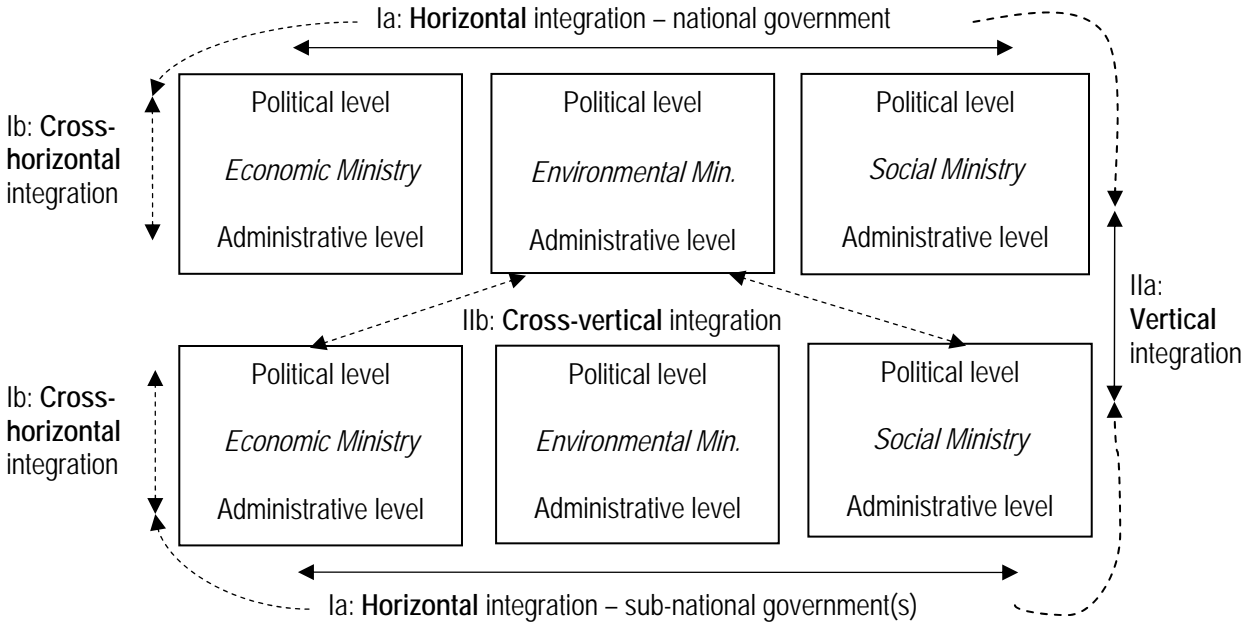 Ia: Horizontal integration – national government
Ib: Cross-
horizontal
integration
Political level
Economic Ministry
Administrative level
Political level
Environmental Min.
Administrative level
Political level
Social Ministry
Administrative level
IIa:
Vertical
integration
IIb: Cross-vertical integration
Ib: Cross-
horizontal
integration
Political level
Economic Ministry
Administrative level
Political level
Environmental Min.
Administrative level
Political level
Social Ministry
Administrative level
Ia: Horizontal integration – sub-national government(s)